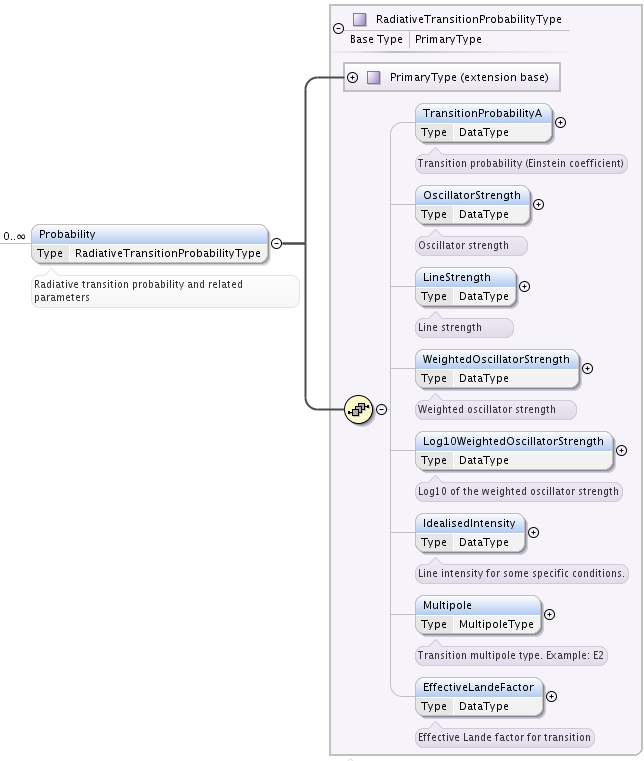 RadiativeTransitionProbabilityType
Base Type PrimaryType
PrimaryType (extension base)
TransitionProbabilityA
Type DataType
Transition probability (Einstein coefficient)
OscillatorStrength
Type DataType
Oscillator strength
0..∞
Probability
Type RadiativeTransitionProbabilityType
Radiative transition probability and related
parameters
LineStrength
Type DataType
Line strength
WeightedOscillatorStrength
Type DataType
Weighted oscillator strength
Log10WeightedOscillatorStrength
Type DataType
Log10 of the weighted oscillator strength
IdealisedIntensity
Type DataType
Line intensity for some specific conditions.
Multipole
Type MultipoleType
Transition multipole type. Example: E2
EffectiveLandeFactor
Type DataType
Effective Lande factor for transition